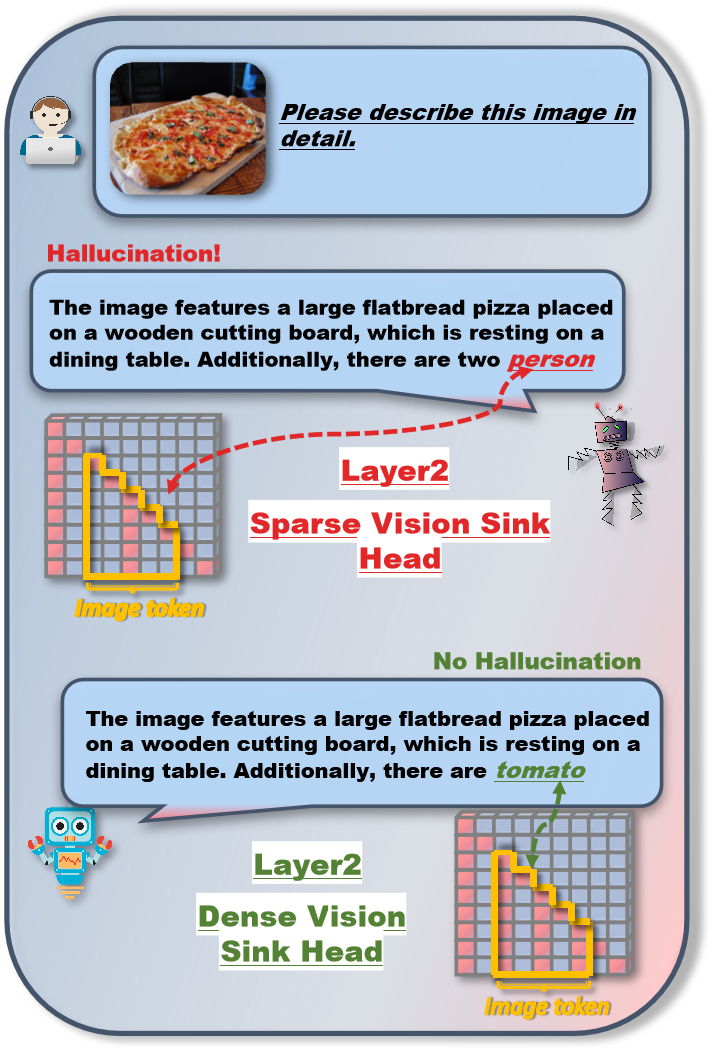 Please describe this image in
detail.
Hallucination!
The image features a large flatbread pizza placed
on a wooden cutting board, which is resting on a
dining table. Additionally, there are two person
Layer2
Sparse Vision Sink
Head
Image token
No Hallucination
The image features a large flatbread pizza placed
on a wooden cutting board, which is resting on a
dining table. Additionally, there are tomato
Layer2
Dense Vision
Sink Head
Image token